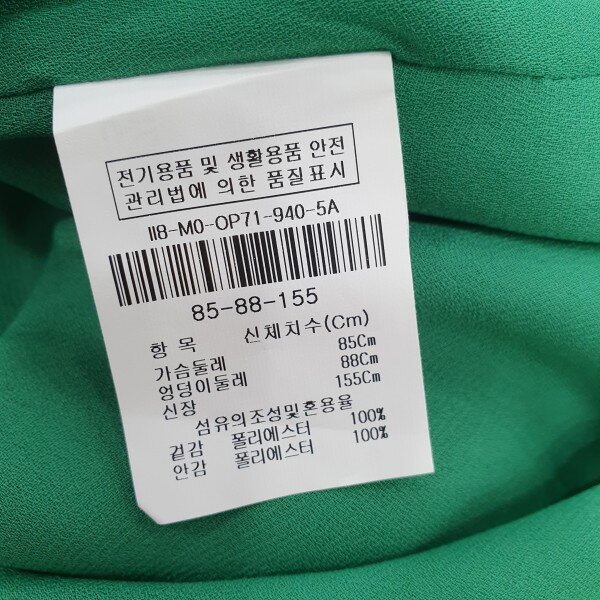 전기용품 및 생활용품 안전
관리법에 의한 품질표시
II8-M0-OP71-940-5A
85-88-155
항 목 신체치수(Cm)
가슴둘레 85Cm
엉덩이둘레 88Cm
신장 155Cm
섬유의조성및혼용율
겉감 폴리에스터 100%
안감 폴리에스터 100%